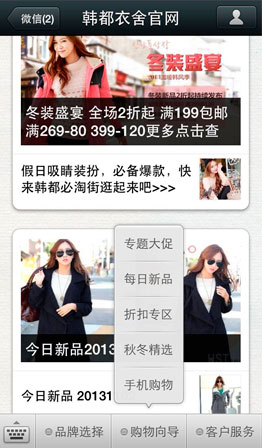 微信(2)
韩都衣舍官网
冬装盛宴
冬装盛宴 全场2折起 满199包邮
满269-80 399-120更多点击查
假日吸睛装扮，必备爆款，快
来韩都必淘街逛起来吧>>>
专题大促
每日新品
折扣专区
秋冬精选
手机购物
今日新品2013
今日新品 20131
品牌选择
购物向导
客户服务